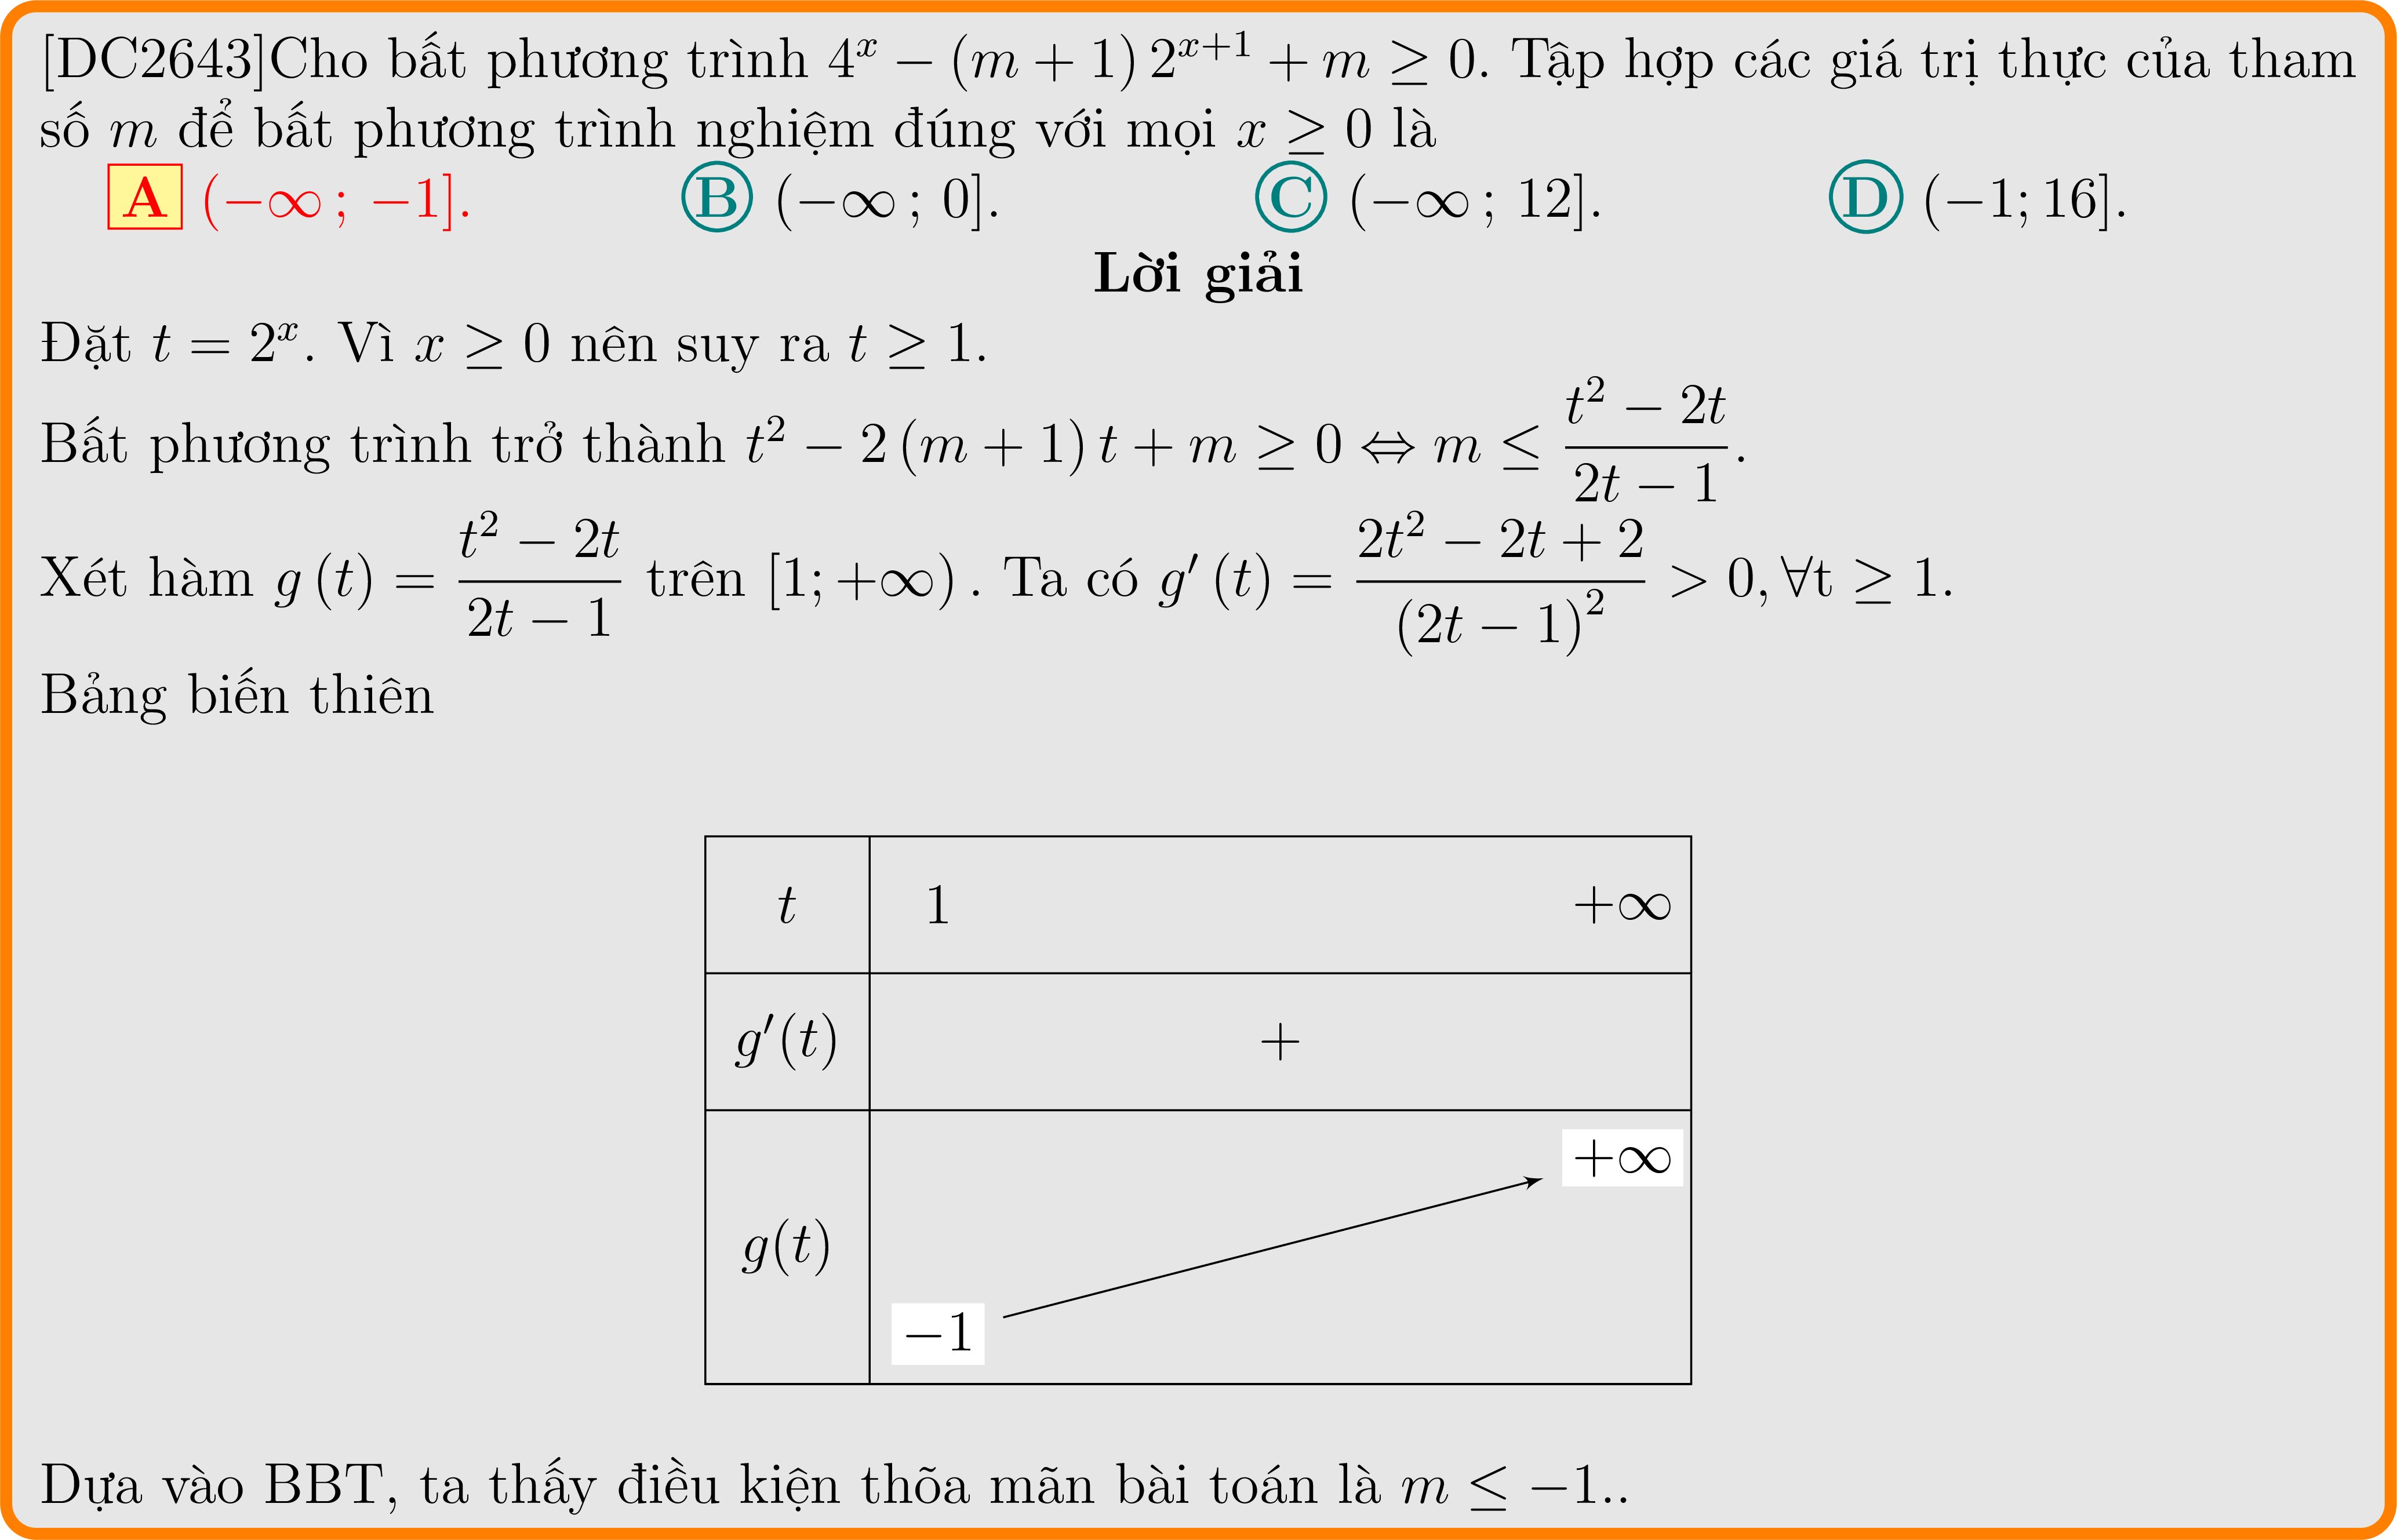 [DC2643]Cho bất phương trình $4^x - (m+1)\,2^{x+1} + m \geq 0$. Tập hợp các giá trị thực của tham
số $m$ để bất phương trình nghiệm đúng với mọi $x \geq 0$ là
A $(-\infty\,;\,-1]$. B $(-\infty\,;\,0]$. C $(-\infty\,;\,12]$. D $(-1;16]$.
Lời giải
Đặt $t = 2^x$. Vì $x \geq 0$ nên suy ra $t \geq 1$.
Bất phương trình trở thành $t^2 - 2(m+1)t + m \geq 0 \Leftrightarrow m \leq \dfrac{t^2-2t}{2t-1}$.
Xét hàm $g(t) = \dfrac{t^2-2t}{2t-1}$ trên $[1;+\infty)$. Ta có $g'(t) = \dfrac{2t^2-2t+2}{(2t-1)^2} > 0, \forall \mathrm{t} \geq 1$.
Bảng biến thiên
$t$ $1$ $+\infty$
$g'(t)$ $+$
$g(t)$ $-1$ $+\infty$
Dựa vào BBT, ta thấy điều kiện thõa mãn bài toán là $m \leq -1$..